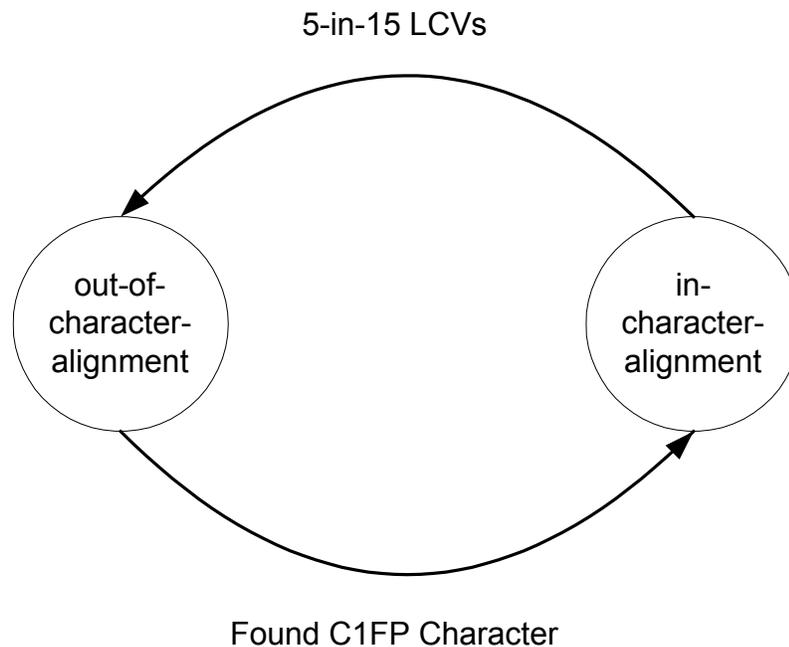 5-in-15 LCVs
out-of-
character-
alignment
in-
character-
alignment
Found C1FP Character